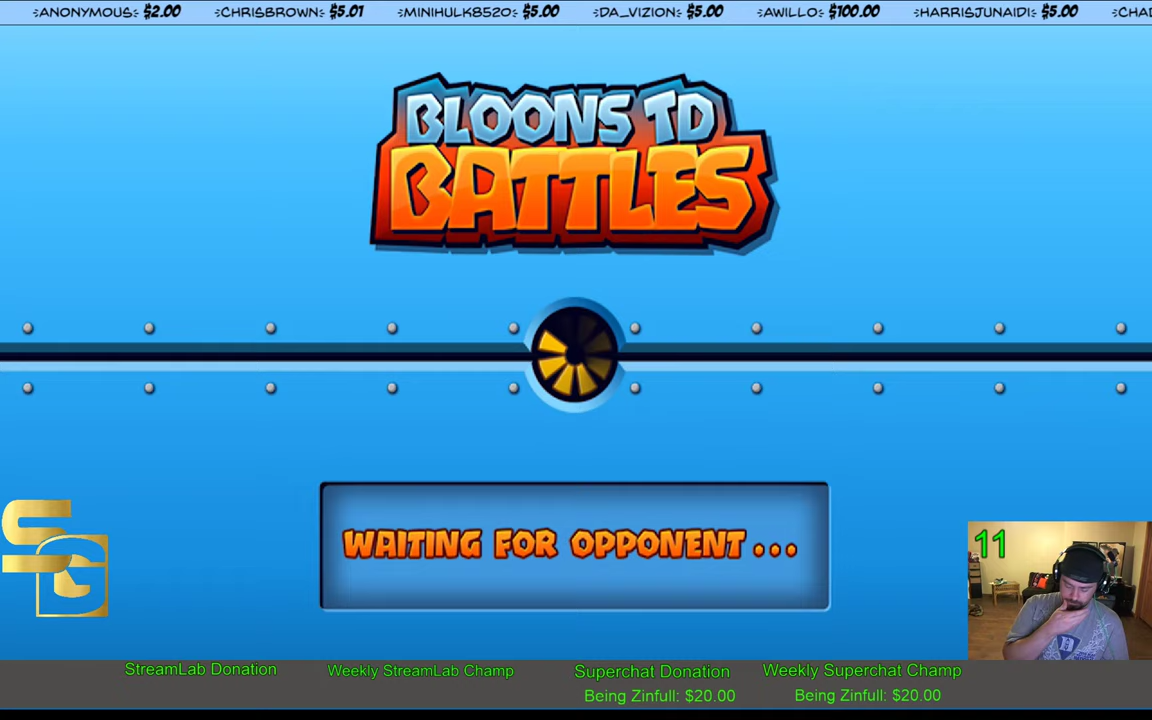 ANONYMOUS: $2.00 CHRISBROWN: $5.01 MINIHULK8520: $5.00 DA_VIZION: $5.00 AWILLO: $100.00 HARRISJUNAIDI: $5.00
BLOONS TD
BATTLES
WAITING FOR OPPONENT...
SG
11
StreamLab Donation Weekly StreamLab Champ Superchat Donation Weekly Superchat Champ
Being Zinfull: $20.00 Being Zinfull: $20.00